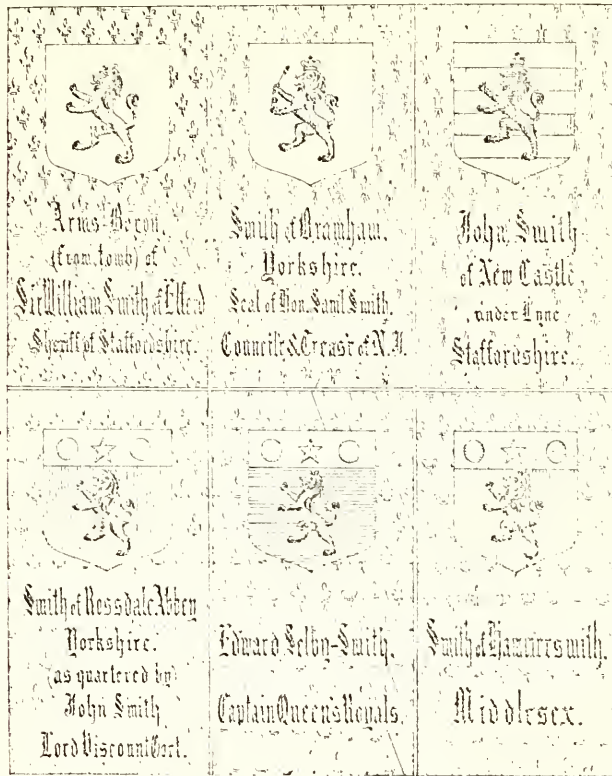 Arms-Becon.
(from tomb) of
Sir William Smith of Elford
Sheriff of Staffordshire.
Smith of Bramham.
Yorkshire.
Seal of Hon. Saml Smith.
Councilr & Treasr of N.Y.
John Smith
of New Castle
under Lyne
Staffordshire.
Smith of Rossdale Abbey
Yorkshire.
(as quartered by)
John Smith
Lord Viscount Gort.
Edward Selby-Smith.
Captain Queen's Royals.
Smith of Hammersmith.
Middlesex.